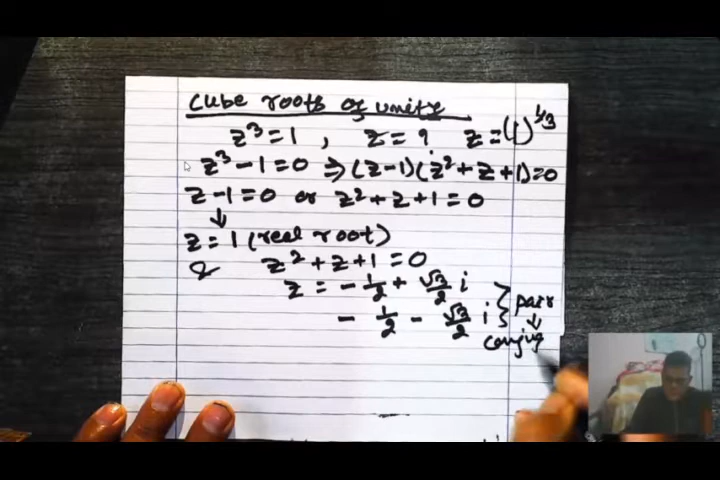 Cube roots of unity
z³ = 1 , z = ? z = (1)^1/3
z³ - 1 = 0 ⇒ (z-1)(z² + z + 1) = 0
z - 1 = 0 or z² + z + 1 = 0
↓
z = 1 (real root)
& z² + z + 1 = 0
z = - 1/2 + √3/2 i
- 1/2 - √3/2 i } pair
↓
conjug